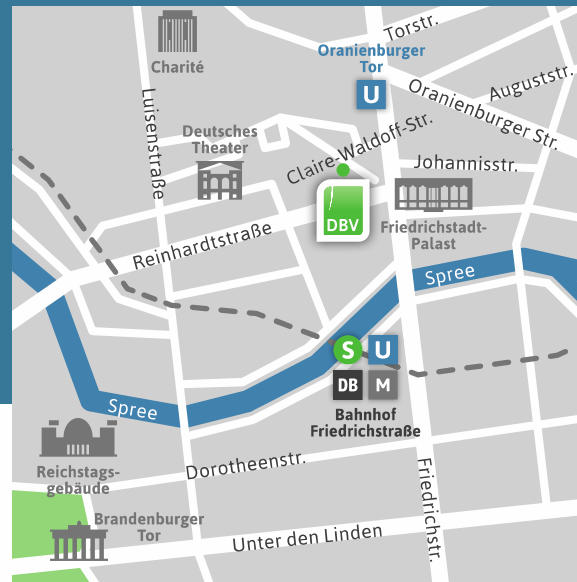 Torstr.
Charité
Oranienburger
Tor
U
Auguststr.
Oranienburger Str.
Luisenstraße
Deutsches
Theater
Claire-Waldoff-Str.
Johannisstr.
DBV
Friedrichstadt-
Palast
Reinhardtstraße
Spree
S
U
DB
M
Bahnhof
Friedrichstraße
Spree
Reichstags-
gebäude
Dorotheenstr.
Friedrichstr.
Brandenburger
Tor
Unter den Linden